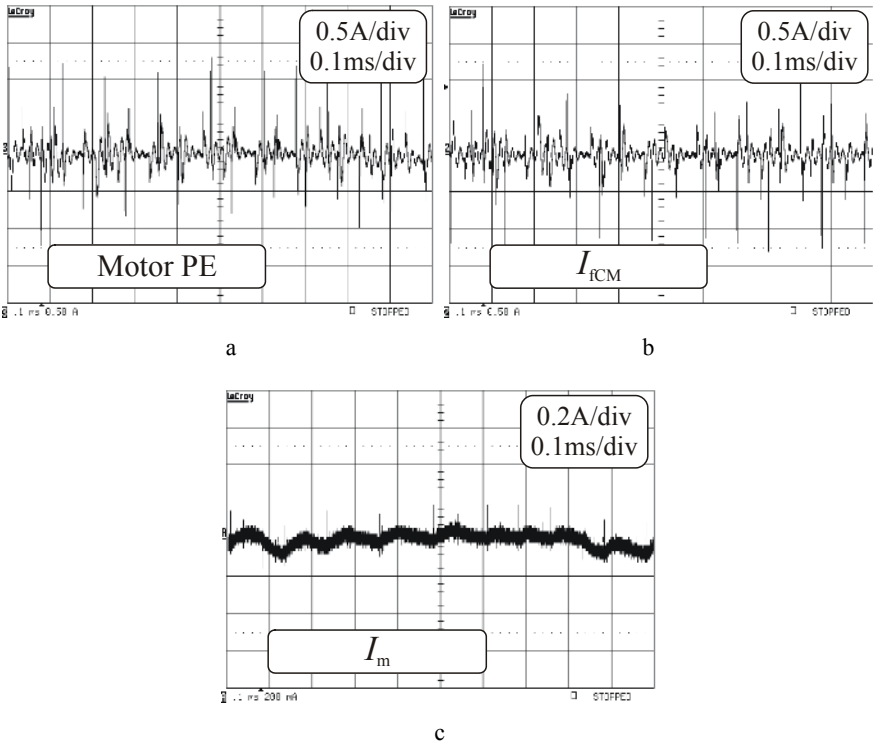 LeCroy
0.5A/div
0.1ms/div
Motor PE
.1 ms 0.50 A
STOPPED
a
LeCroy
0.5A/div
0.1ms/div
IfCM
.1 ms 0.50 A
STOPPED
b
LeCroy
0.2A/div
0.1ms/div
Im
.1 ms 200 mA
STOPPED
c